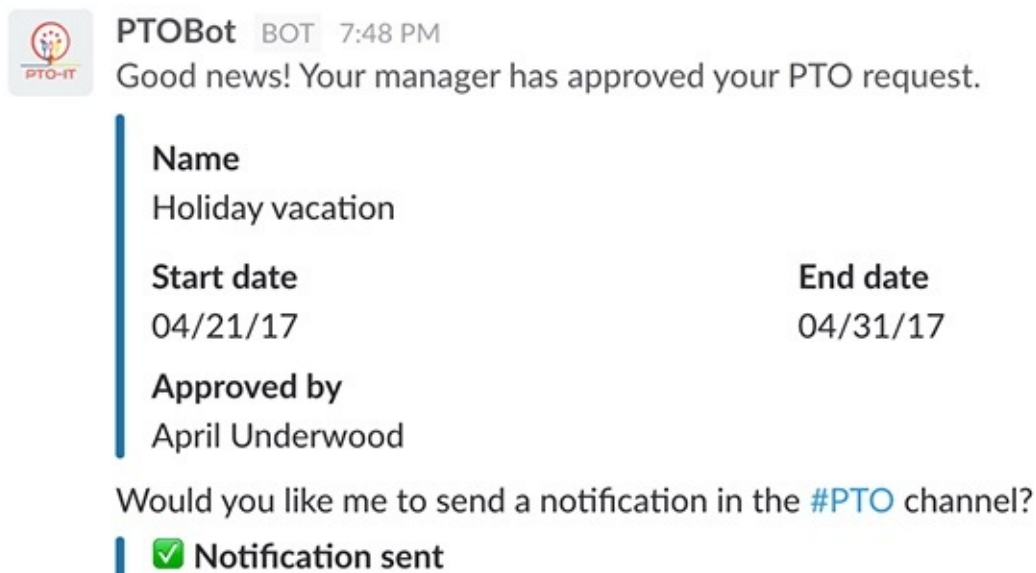 PTO-IT
PTOBot BOT 7:48 PM
Good news! Your manager has approved your PTO request.
Name
Holiday vacation
Start date End date
04/21/17 04/31/17
Approved by
April Underwood
Would you like me to send a notification in the #PTO channel?
✅ Notification sent